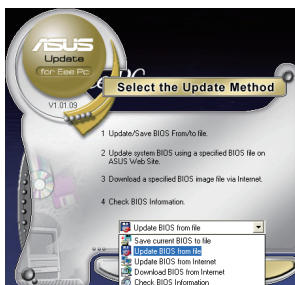 ASUS
Update
for Eee Pc
V1.01.09
Select the Update Method
1 Update/Save BIOS From/to file.
2 Update system BIOS using a specified BIOS file on
ASUS Web Site.
3 Download a specified BIOS image file via Internet.
4 Check BIOS Information.
Update BIOS from file
Save current BIOS to file
Update BIOS from file
Update BIOS from Internet
Download BIOS from Internet
Check BIOS Information